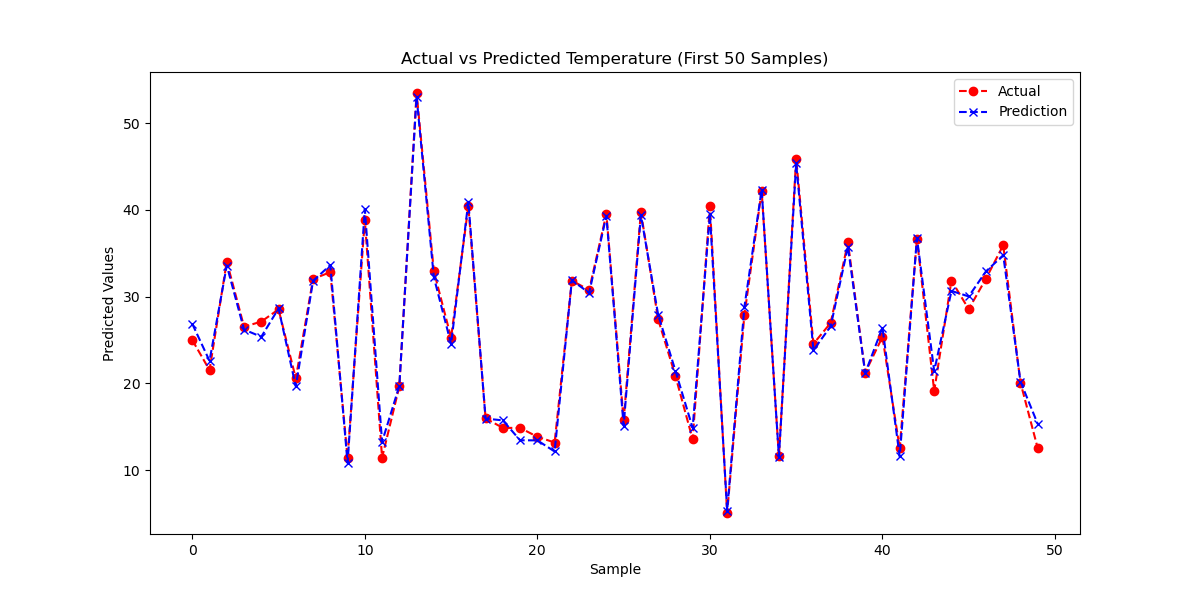 Actual vs Predicted Temperature (First 50 Samples)
Actual
Prediction
Predicted Values
50
40
30
20
10
0
10
20
30
40
50
Sample